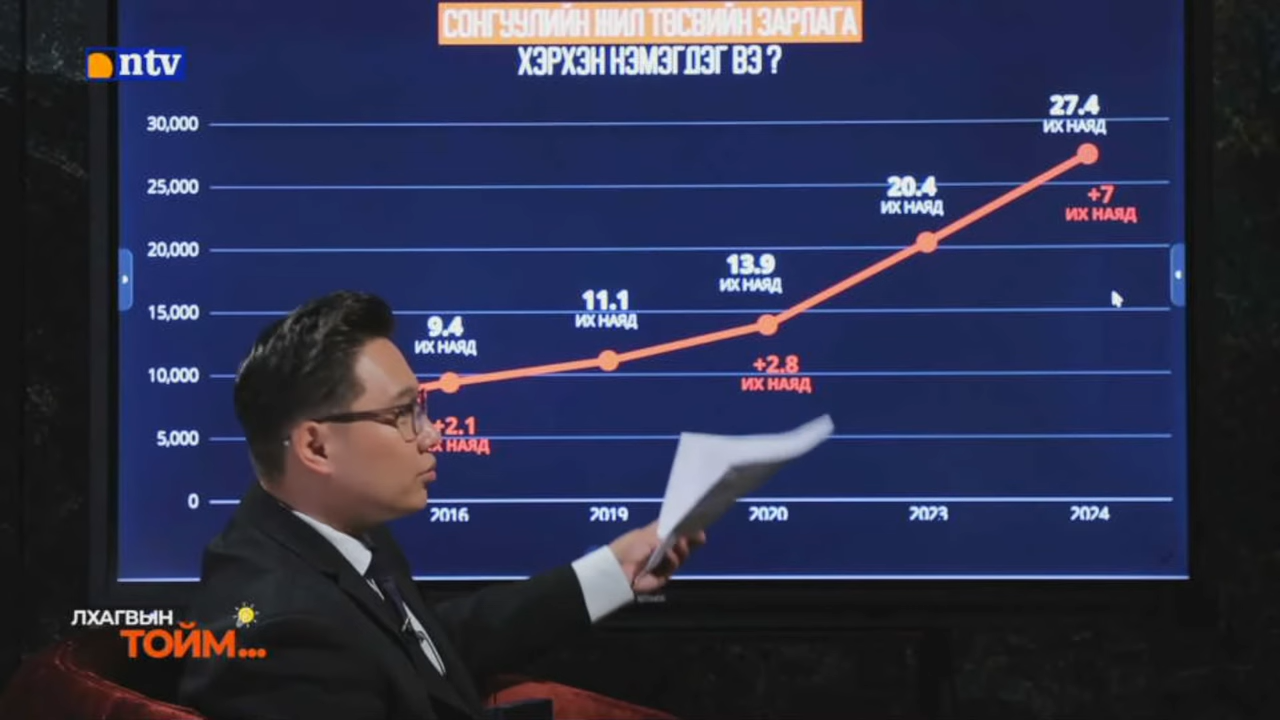 СОНГУУЛИЙН ЖИЛ ТӨСВИЙН ЗАРЛАГА
ХЭРХЭН НЭМЭГДЭГ ВЭ ?
ntv
30,000
25,000
20,000
15,000
10,000
5,000
0
9.4
ИХ НАЯД
+2.1
ИХ НАЯД
11.1
ИХ НАЯД
13.9
ИХ НАЯД
+2.8
ИХ НАЯД
20.4
ИХ НАЯД
27.4
ИХ НАЯД
+7
ИХ НАЯД
2016
2019
2020
2023
2024
ЛХАГВЫН
ТОЙМ...